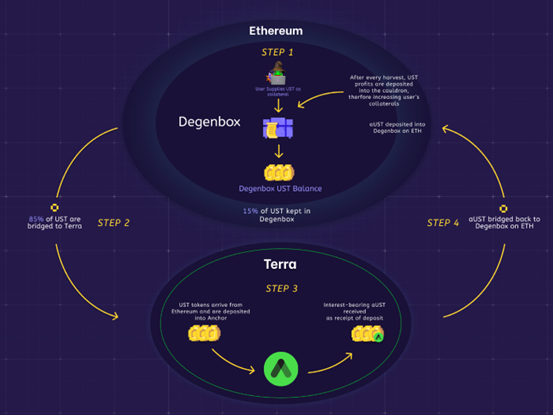 Ethereum
STEP 1
User Supplies UST as
collateral
After every harvest, UST
profits are deposited
into the cauldron,
therfore increasing user's
collaterals
Degenbox
aUST deposited into
Degenbox on ETH
Degenbox UST Balance
15% of UST kept in
Degenbox
85% of UST are
bridged to Terra
STEP 2
STEP 4
aUST bridged back to
Degenbox on ETH
Terra
STEP 3
UST tokens arrive from
Ethereum and are deposited
into Anchor
Interest-bearing aUST
received
as receipt of deposit